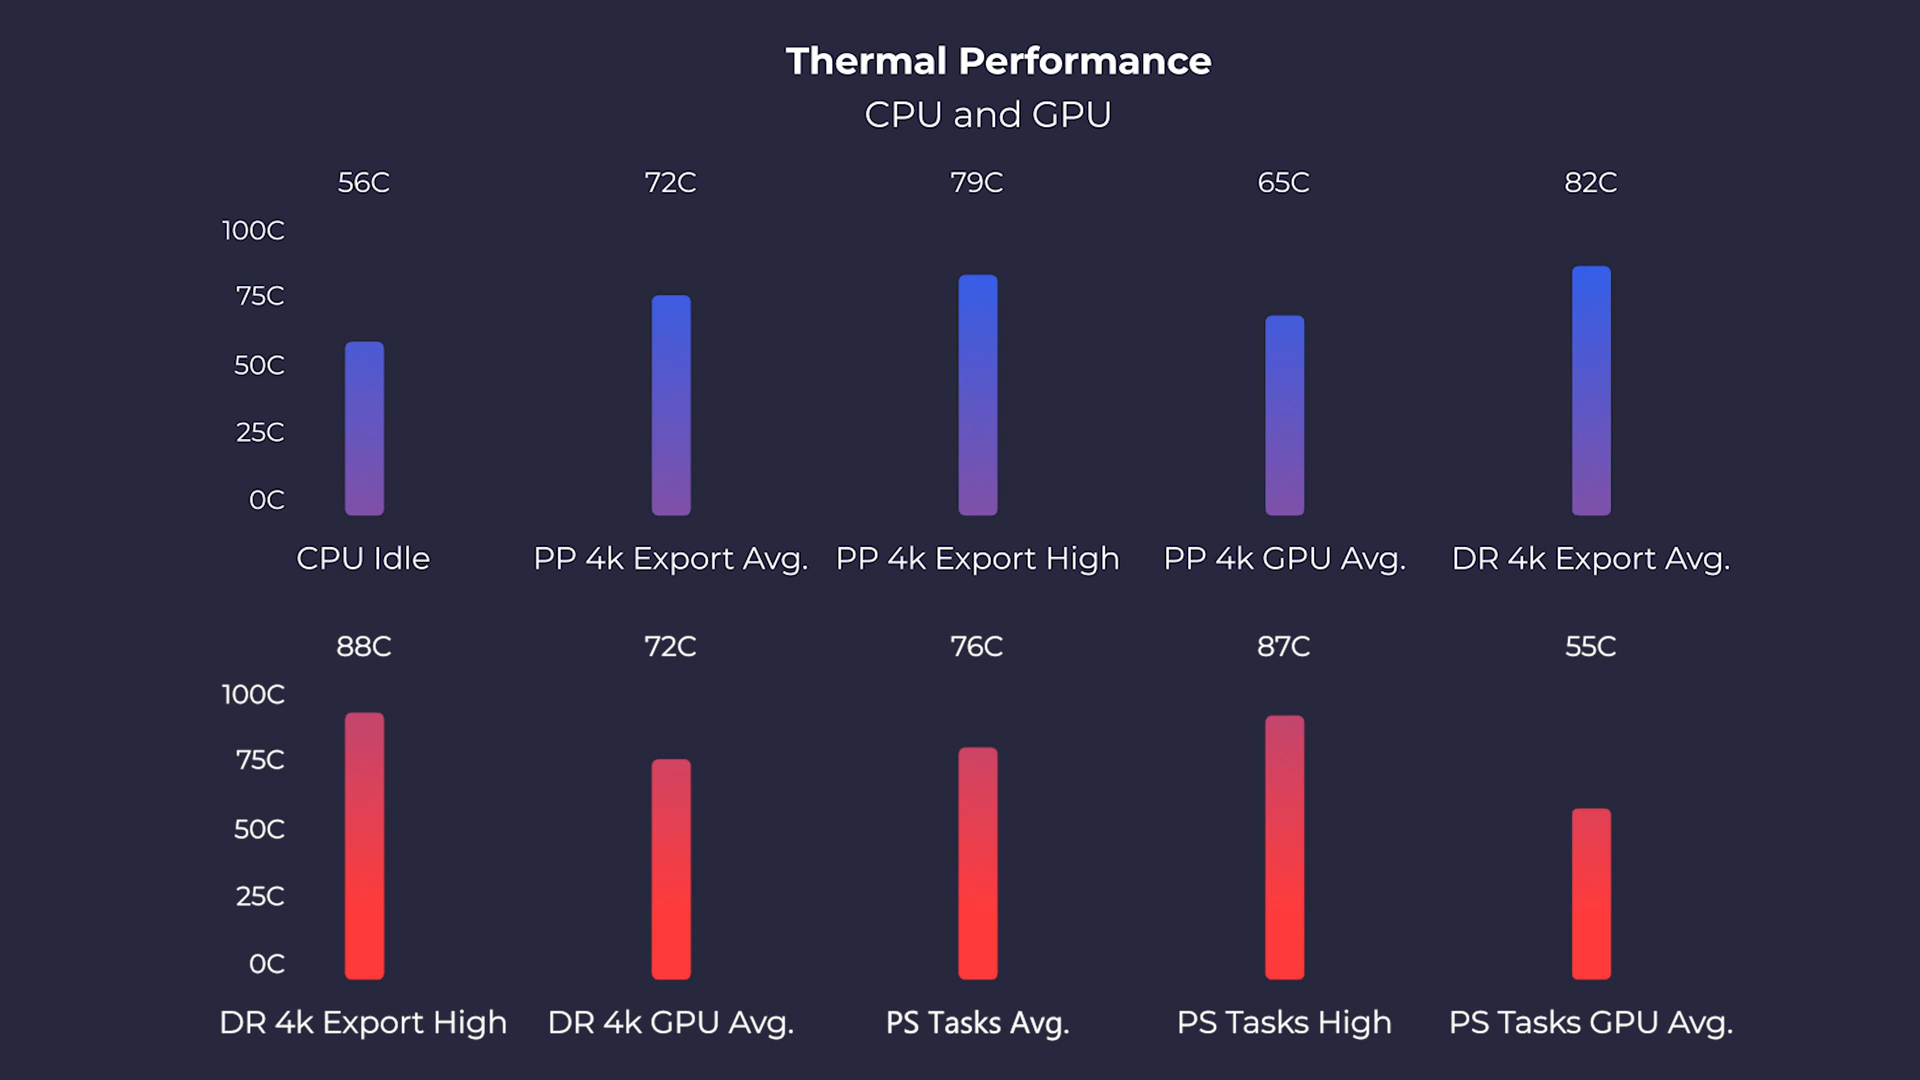 Thermal Performance
CPU and GPU
56C 72C 79C 65C 82C
100C
75C
50C
25C
0C
CPU Idle PP 4k Export Avg. PP 4k Export High PP 4k GPU Avg. DR 4k Export Avg.
88C 72C 76C 87C 55C
100C
75C
50C
25C
0C
DR 4k Export High DR 4k GPU Avg. PS Tasks Avg. PS Tasks High PS Tasks GPU Avg.